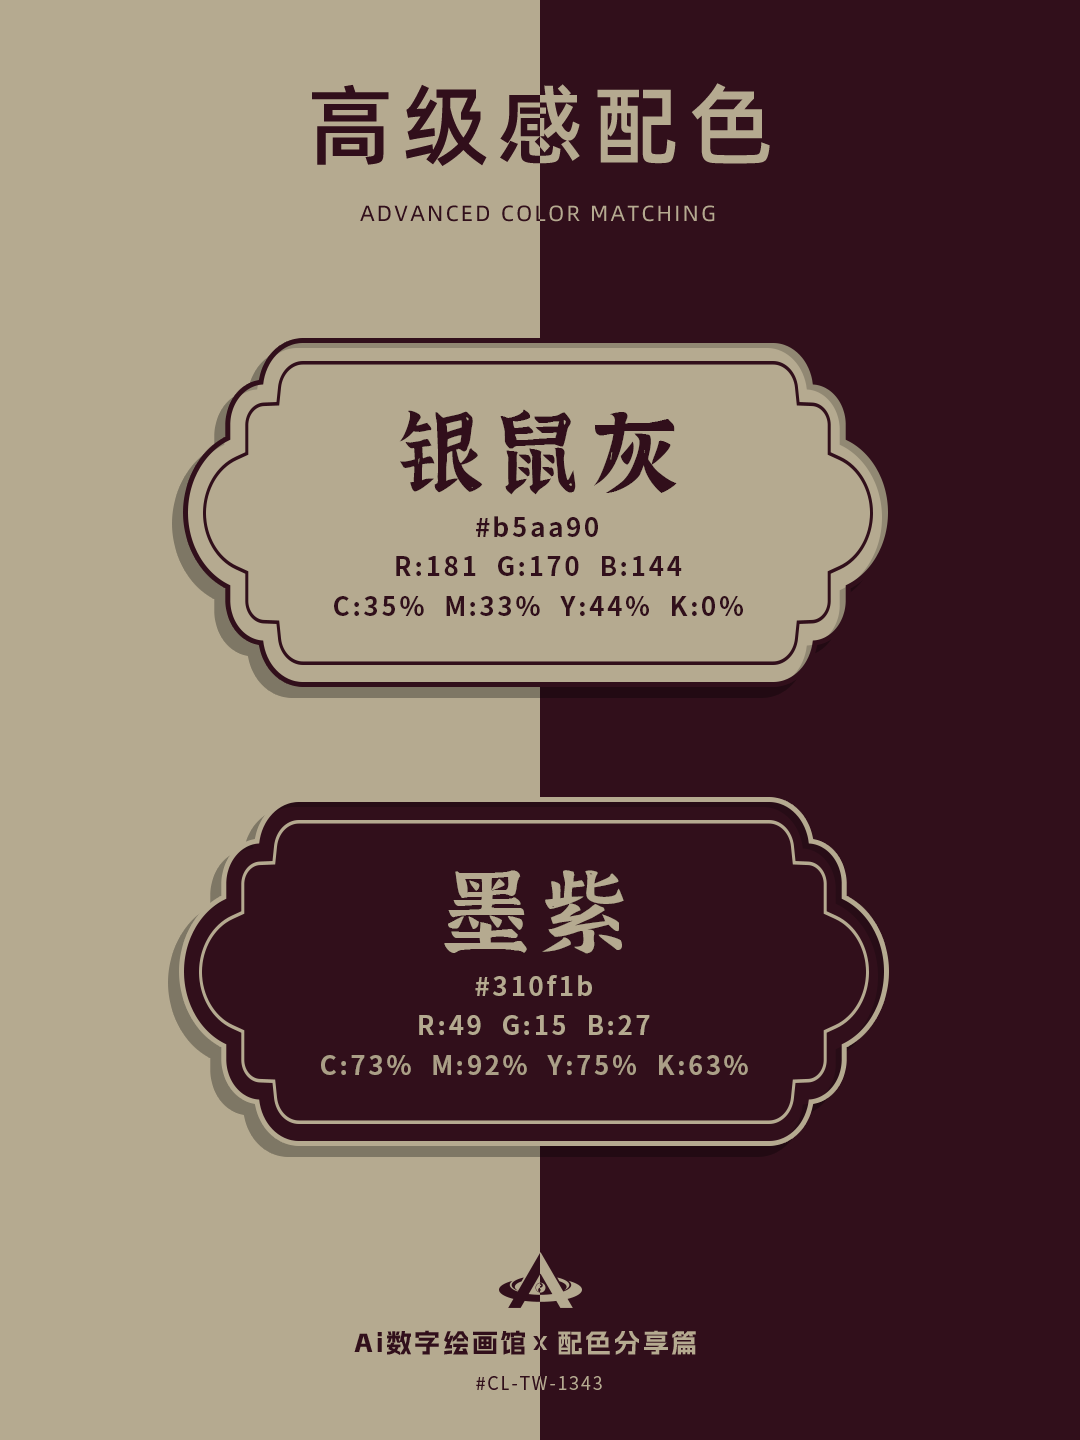 高级感配色
ADVANCED COLOR MATCHING
银鼠灰
#b5aa90
R:181 G:170 B:144
C:35% M:33% Y:44% K:0%
墨紫
#310f1b
R:49 G:15 B:27
C:73% M:92% Y:75% K:63%
Ai数字绘画馆 x 配色分享篇
#CL-TW-1343